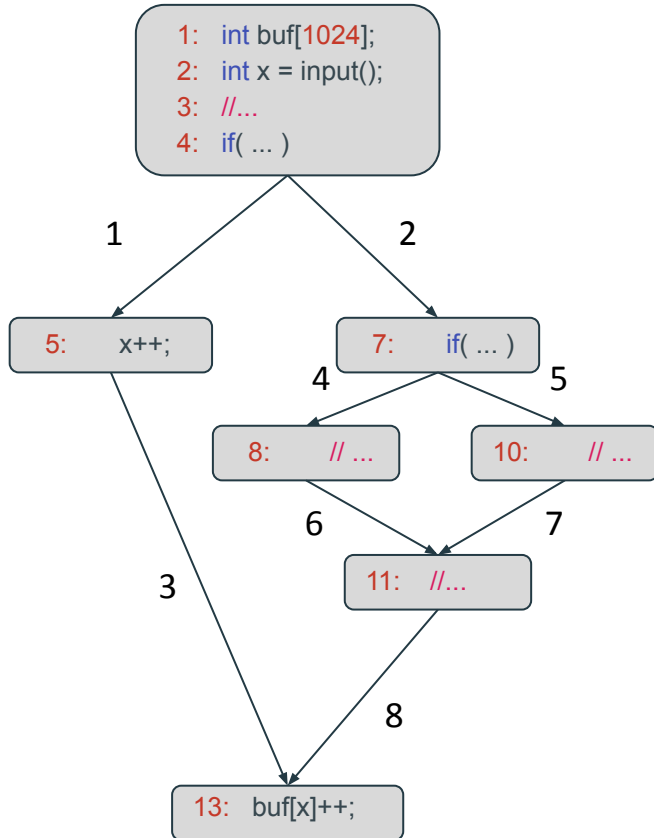 1: int buf[1024];
2: int x = input();
3: //...
4: if( ... )
1
2
5: x++;
7: if( ... )
4
5
8: // ...
10: // ...
6
7
3
11: //...
8
13: buf[x]++;